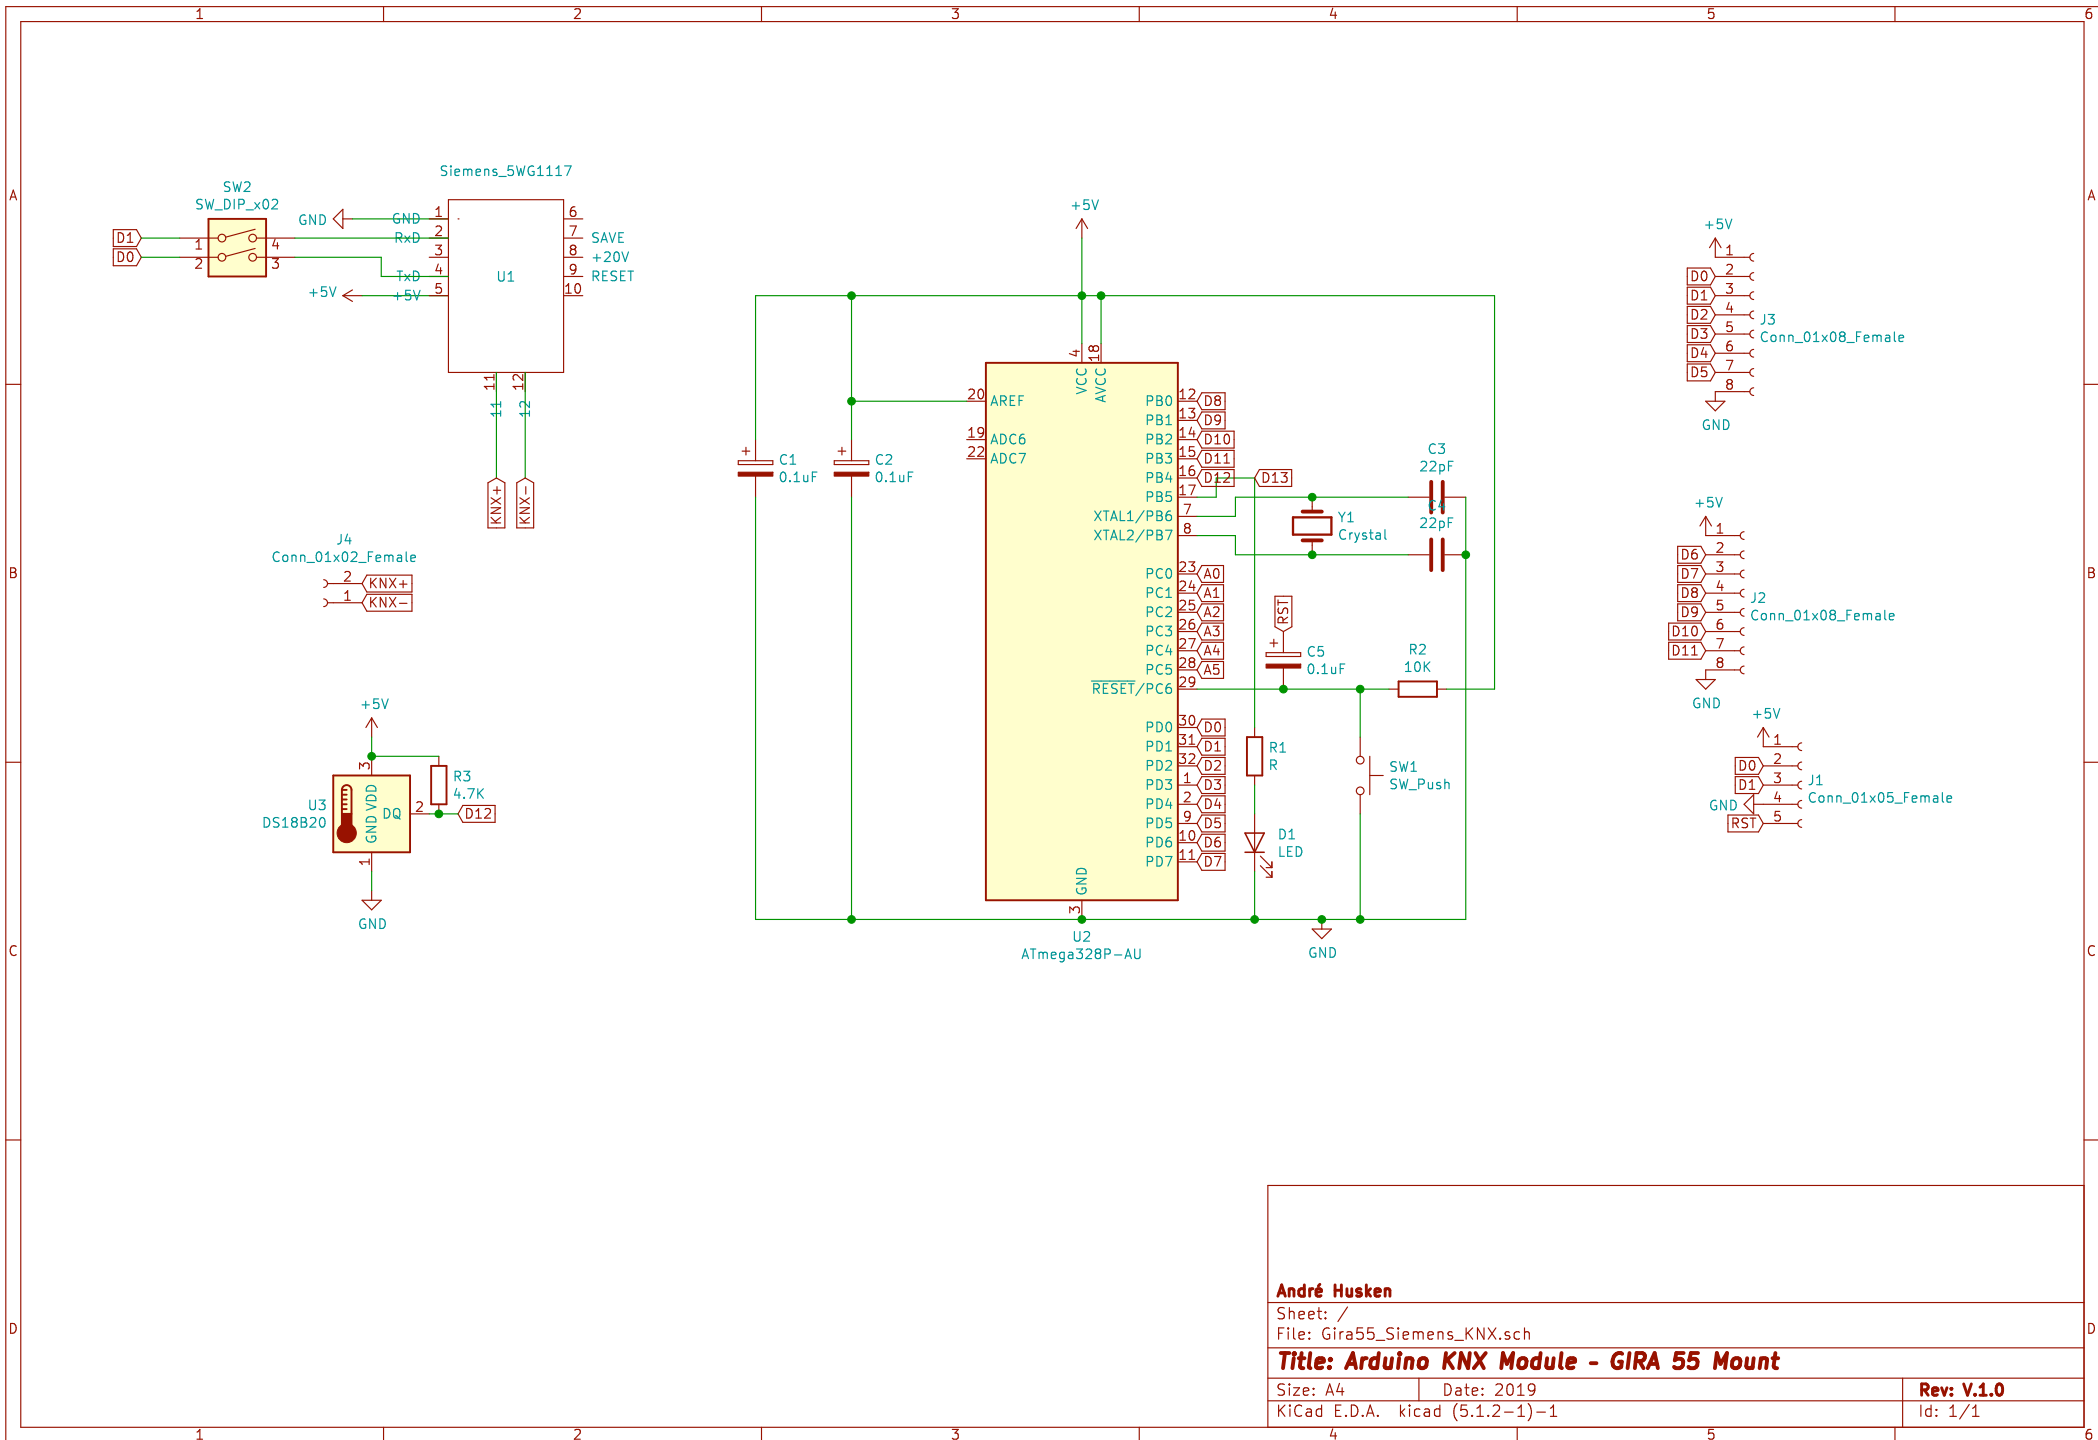 1 2 3 4 5 6
A A
B B
C C
D D
Siemens_5WG1117
SW2
SW_DIP_x02
D1
D0
1 4
2 3
GND
+5V
GND 1
RxD 2
3
TxD 4
+5V 5
U1
6
7 SAVE
8 +20V
9 RESET
10
11 12
11 12
KNX+ KNX-
J4
Conn_01x02_Female
2 KNX+
1 KNX-
+5V
3
VDD
GND
DQ
1
2
U3
DS18B20
R3
4.7K
D12
GND
+5V
+
C1
0.1uF
+
C2
0.1uF
4 18
VCC AVCC
20 AREF
19 ADC6
22 ADC7
PB0 12 D8
PB1 13 D9
PB2 14 D10
PB3 15 D11
PB4 16 D12
PB5 17
D13
XTAL1/PB6 7
XTAL2/PB7 8
PC0 23 A0
PC1 24 A1
PC2 25 A2
PC3 26 A3
PC4 27 A4
PC5 28 A5
RESET/PC6 29
PD0 30 D0
PD1 31 D1
PD2 32 D2
PD3 1 D3
PD4 2 D4
PD5 9 D5
PD6 10 D6
PD7 11 D7
GND
3
U2
ATmega328P-AU
C3
22pF
C4
22pF
Y1
Crystal
RST
+
C5
0.1uF
R2
10K
R1
R
D1
LED
SW1
SW_Push
GND
+5V
1
D0 2
D1 3
D2 4
D3 5
D4 6
D5 7
8
GND
J3
Conn_01x08_Female
+5V
1
D6 2
D7 3
D8 4
D9 5
D10 6
D11 7
8
GND
J2
Conn_01x08_Female
+5V
1
D0 2
D1 3
GND 4
RST 5
J1
Conn_01x05_Female
André Husken
Sheet: /
File: Gira55_Siemens_KNX.sch
Title: Arduino KNX Module - GIRA 55 Mount
Size: A4 Date: 2019 Rev: V.1.0
KiCad E.D.A. kicad (5.1.2-1)-1 Id: 1/1
1 2 3 4 5 6